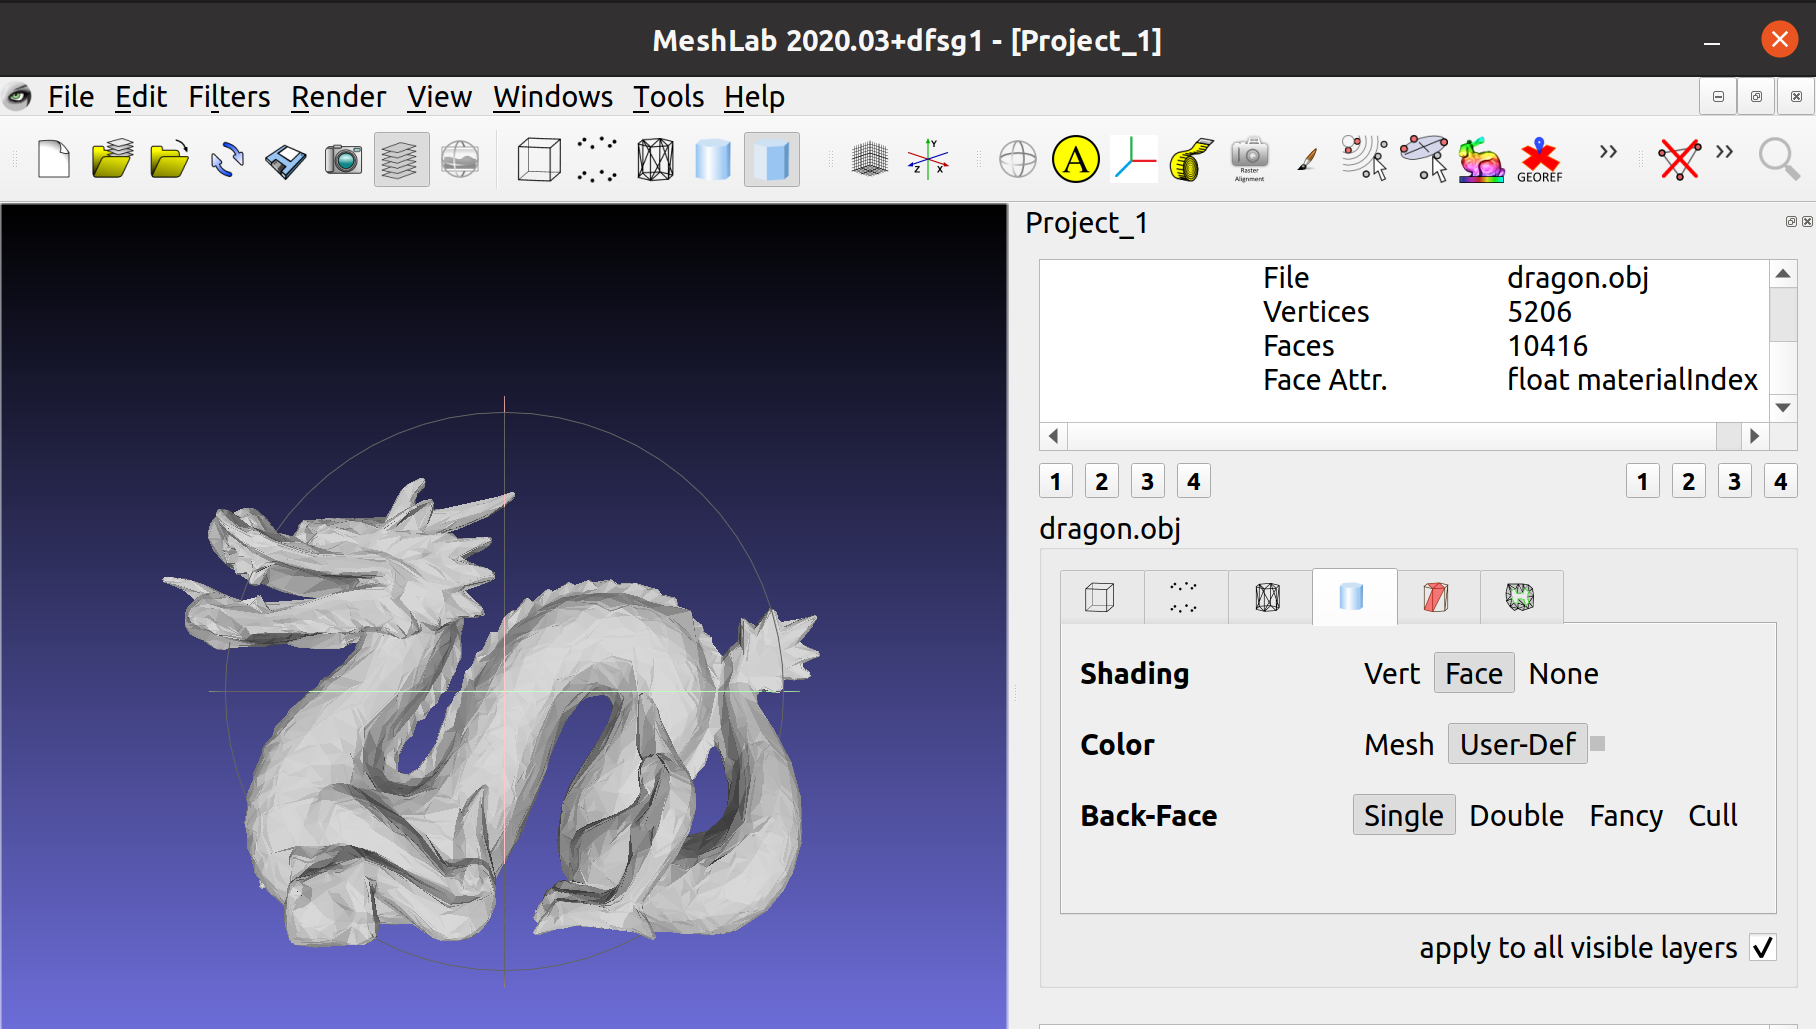 MeshLab 2020.03+dfsg1 - [Project_1]
File Edit Filters Render View Windows Tools Help
A
Y
Z X
Raster
Alignment
GEOREF
Project_1
File dragon.obj
Vertices 5206
Faces 10416
Face Attr. float materialIndex
1 2 3 4 1 2 3 4
dragon.obj
Shading Vert Face None
Color Mesh User-Def
Back-Face Single Double Fancy Cull
apply to all visible layers